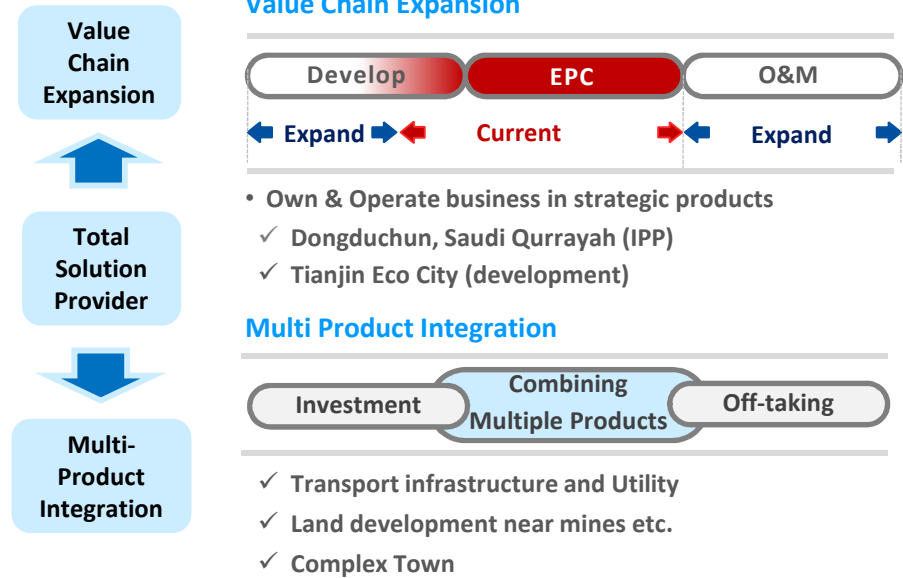 Value
Chain
Expansion
Total
Solution
Provider
Multi-
Product
Integration
Value Chain Expansion
Develop EPC O&M
Expand Current Expand
• Own & Operate business in strategic products
✓ Dongduchun, Saudi Qurrayah (IPP)
✓ Tianjin Eco City (development)
Multi Product Integration
Investment Combining Off-taking
Multiple Products
✓ Transport infrastructure and Utility
✓ Land development near mines etc.
✓ Complex Town